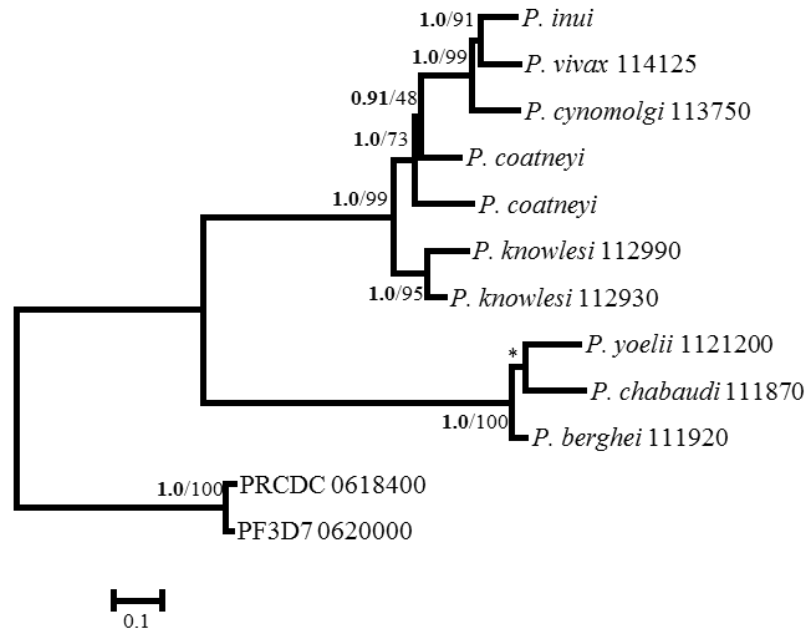 1.0/91
P. inui
1.0/99
P. vivax 114125
0.91/48
P. cynomolgi 113750
1.0/73
P. coatneyi
1.0/99
P. coatneyi
P. knowlesi 112990
1.0/95
P. knowlesi 112930
*
P. yoelii 1121200
P. chabaudi 111870
1.0/100
P. berghei 111920
1.0/100
PRCDC 0618400
PF3D7 0620000
0.1